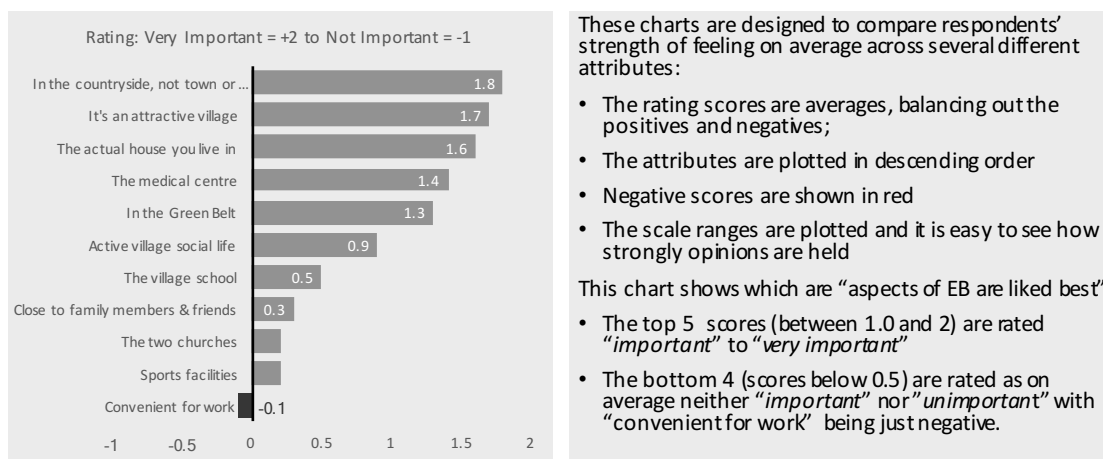 Rating: Very Important = +2 to Not Important = -1
In the countryside, not town or ...
1.8
It's an attractive village
1.7
The actual house you live in
1.6
The medical centre
1.4
In the Green Belt
1.3
Active village social life
0.9
The village school
0.5
Close to family members & friends
0.3
The two churches
Sports facilities
Convenient for work
-0.1
-1 -0.5 0 0.5 1 1.5 2
These charts are designed to compare respondents'
strength of feeling on average across several different
attributes:
• The rating scores are averages, balancing out the
positives and negatives;
• The attributes are plotted in descending order
• Negative scores are shown in red
• The scale ranges are plotted and it is easy to see how
strongly opinions are held
This chart shows which are “aspects of EB are liked best”
• The top 5 scores (between 1.0 and 2) are rated
“important” to “very important”
• The bottom 4 (scores below 0.5) are rated as on
average neither “important” nor ”unimportant” with
“convenient for work” being just negative.